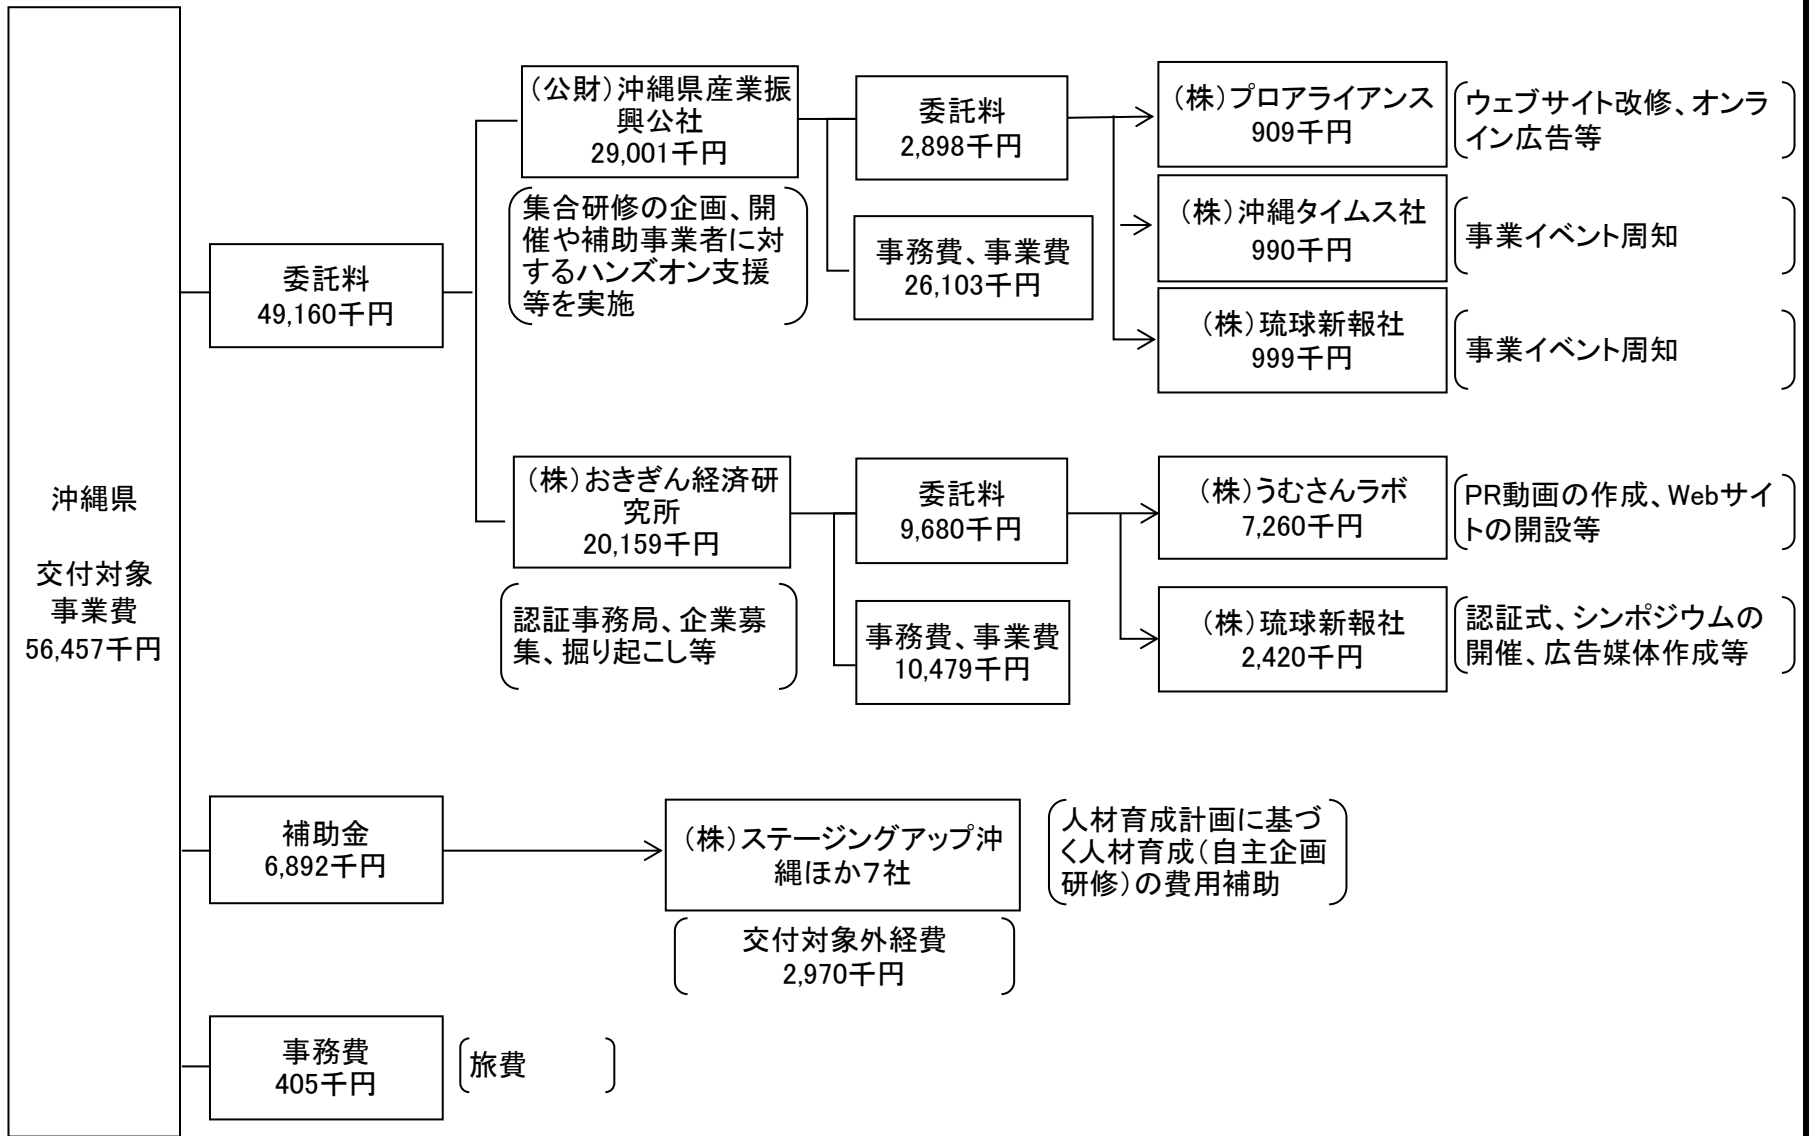 沖縄県
交付対象
事業費
56,457千円
委託料
49,160千円
(公財)沖縄県産業振
興公社
29,001千円
集合研修の企画、開
催や補助事業者に対
するハンズオン支援
等を実施
委託料
2,898千円
事務費、事業費
26,103千円
(株)プロアライアンス
909千円
ウェブサイト改修、オンラ
イン広告等
(株)沖縄タイムス社
990千円
事業イベント周知
(株)琉球新報社
999千円
事業イベント周知
(株)おきぎん経済研
究所
20,159千円
認証事務局、企業募
集、掘り起こし等
委託料
9,680千円
事務費、事業費
10,479千円
(株)うむさんラボ
7,260千円
PR動画の作成、Webサイ
トの開設等
(株)琉球新報社
2,420千円
認証式、シンポジウムの
開催、広告媒体作成等
補助金
6,892千円
(株)ステージングアップ沖
縄ほか7社
人材育成計画に基づ
く人材育成(自主企画
研修)の費用補助
交付対象外経費
2,970千円
事務費
405千円
旅費